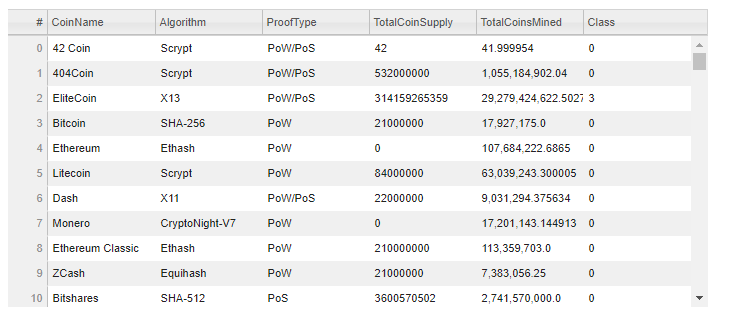 # CoinName Algorithm ProofType TotalCoinSupply TotalCoinsMined Class
0 42 Coin Scrypt PoW/PoS 42 41.999954 0
1 404Coin Scrypt PoW/PoS 532000000 1,055,184,902.04 0
2 EliteCoin X13 PoW/PoS 314159265359 29,279,424,622.5027 3
3 Bitcoin SHA-256 PoW 21000000 17,927,175.0 0
4 Ethereum Ethash PoW 0 107,684,222.6865 0
5 Litecoin Scrypt PoW 84000000 63,039,243.300005 0
6 Dash X11 PoW/PoS 22000000 9,031,294.375634 0
7 Monero CryptoNight-V7 PoW 0 17,201,143.144913 0
8 Ethereum Classic Ethash PoW 210000000 113,359,703.0 0
9 ZCash Equihash PoW 21000000 7,383,056.25 0
10 Bitshares SHA-512 PoS 3600570502 2,741,570,000.0 0